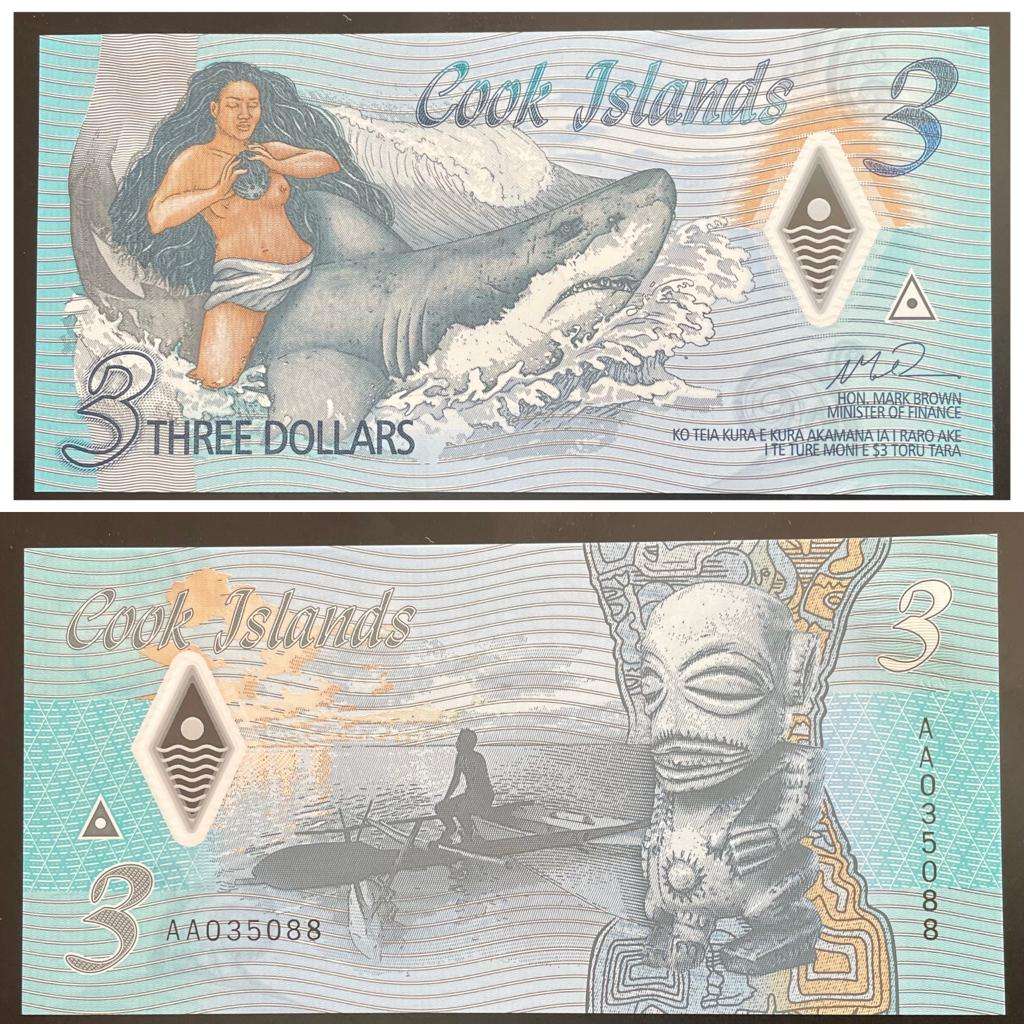 Cook Islands
3
3 THREE DOLLARS
HON. MARK BROWN
MINISTER OF FINANCE
KO TEIA KURA E KURA AKAMANA IA I RARO AKE
I TE TURE MONI E $3 TORU TARA
Cook Islands
3
AA035088
3
AA035088